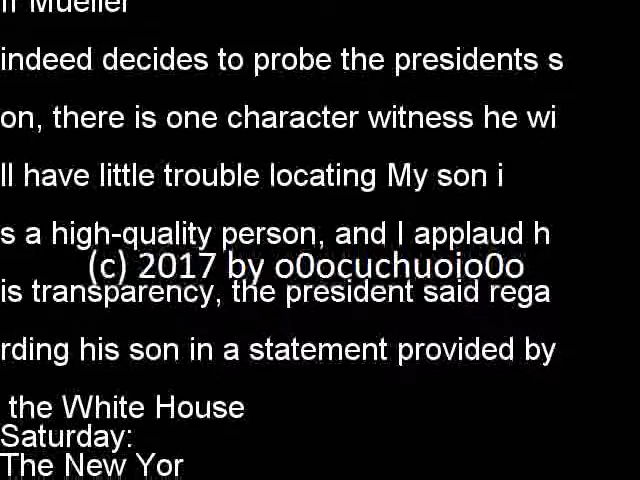 If Mueller
indeed decides to probe the presidents s
on, there is one character witness he wi
ll have little trouble locating My son i
s a high-quality person, and I applaud h
(c) 2017 by o0ocuchuoio0o
is transparency, the president said rega
rding his son in a statement provided by
the White House
Saturday:
The New Yor